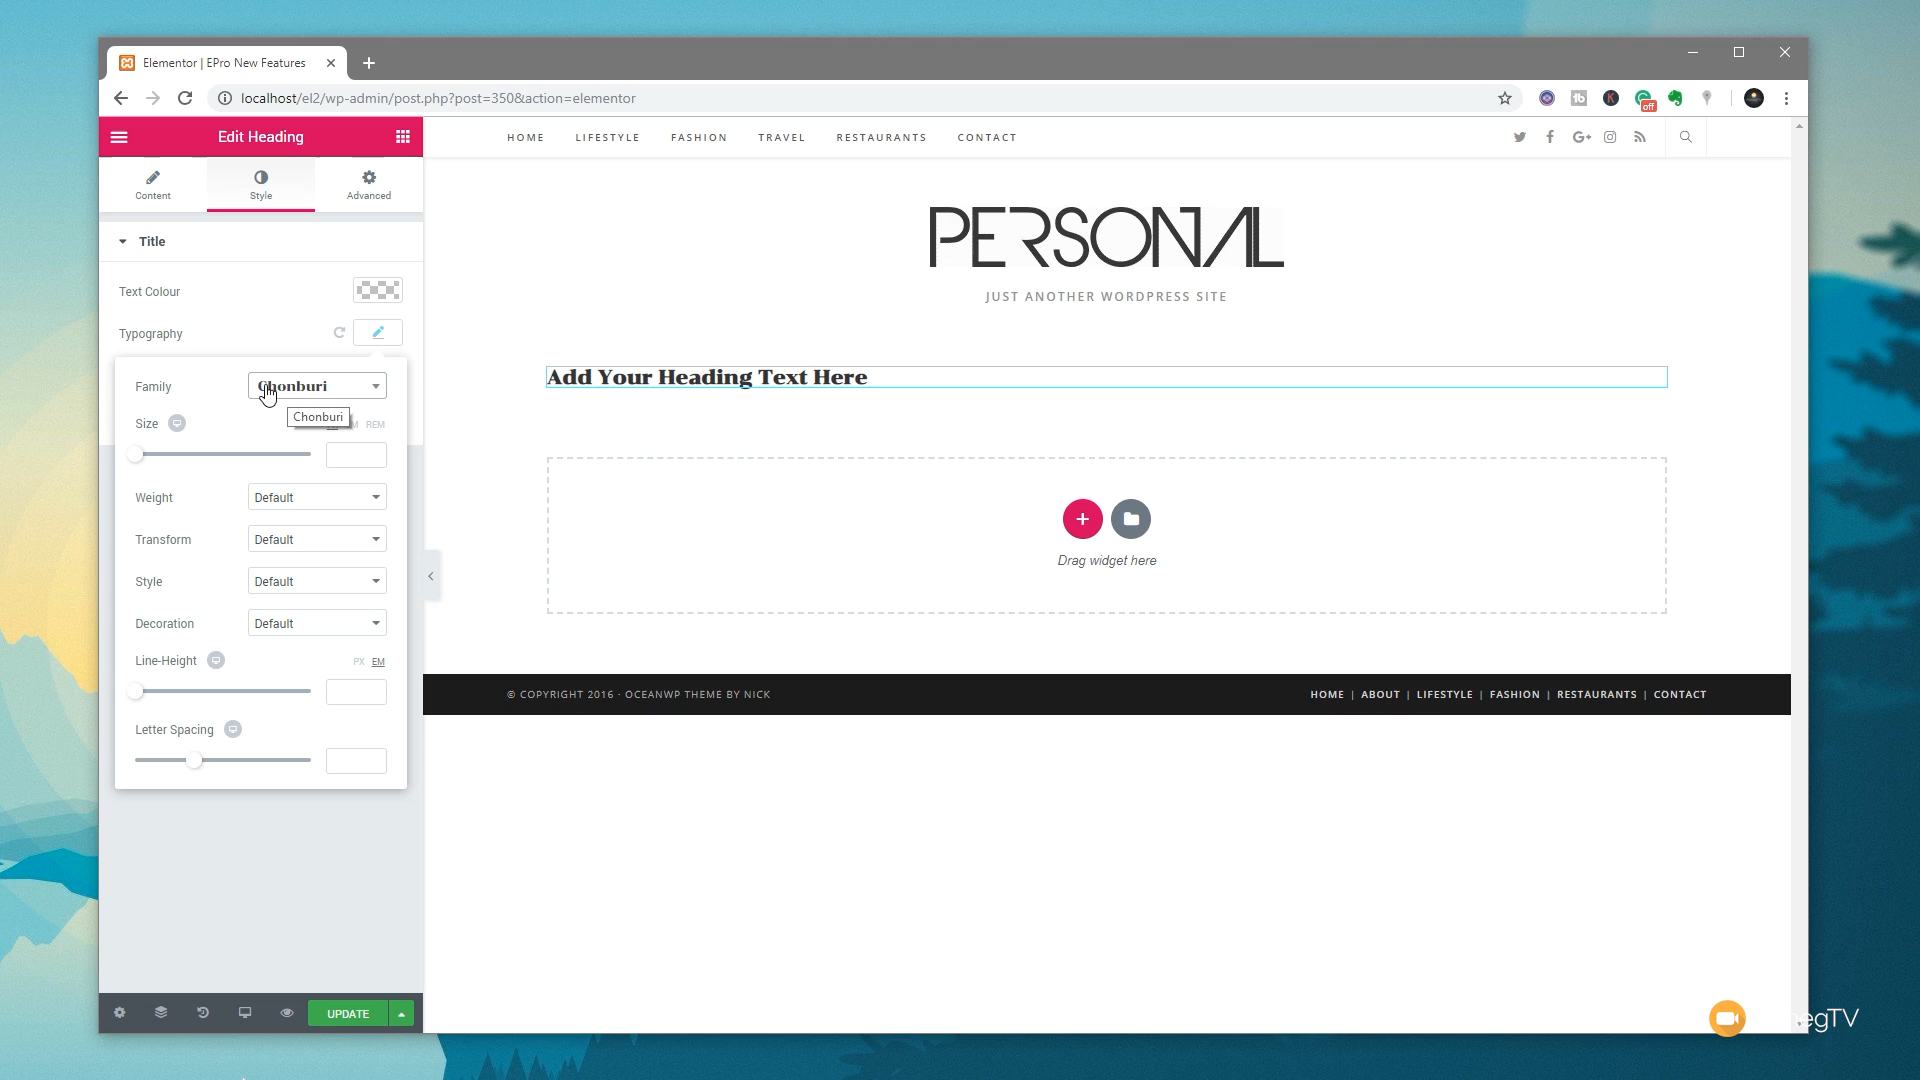 Elementor | EPro New Features
localhost/el2/wp-admin/post.php?post=350&action=elementor
off
Edit Heading
Content
Style
Advanced
Title
Text Colour
Typography
Family
Chonburi
Chonburi
Size
REM
Weight
Default
Transform
Default
Style
Default
Decoration
Default
Line-Height
PX EM
Letter Spacing
UPDATE
HOME LIFESTYLE FASHION TRAVEL RESTAURANTS CONTACT
PERSONAL
JUST ANOTHER WORDPRESS SITE
Add Your Heading Text Here
Drag widget here
© COPYRIGHT 2016 · OCEANWP THEME BY NICK
HOME | ABOUT | LIFESTYLE | FASHION | RESTAURANTS | CONTACT